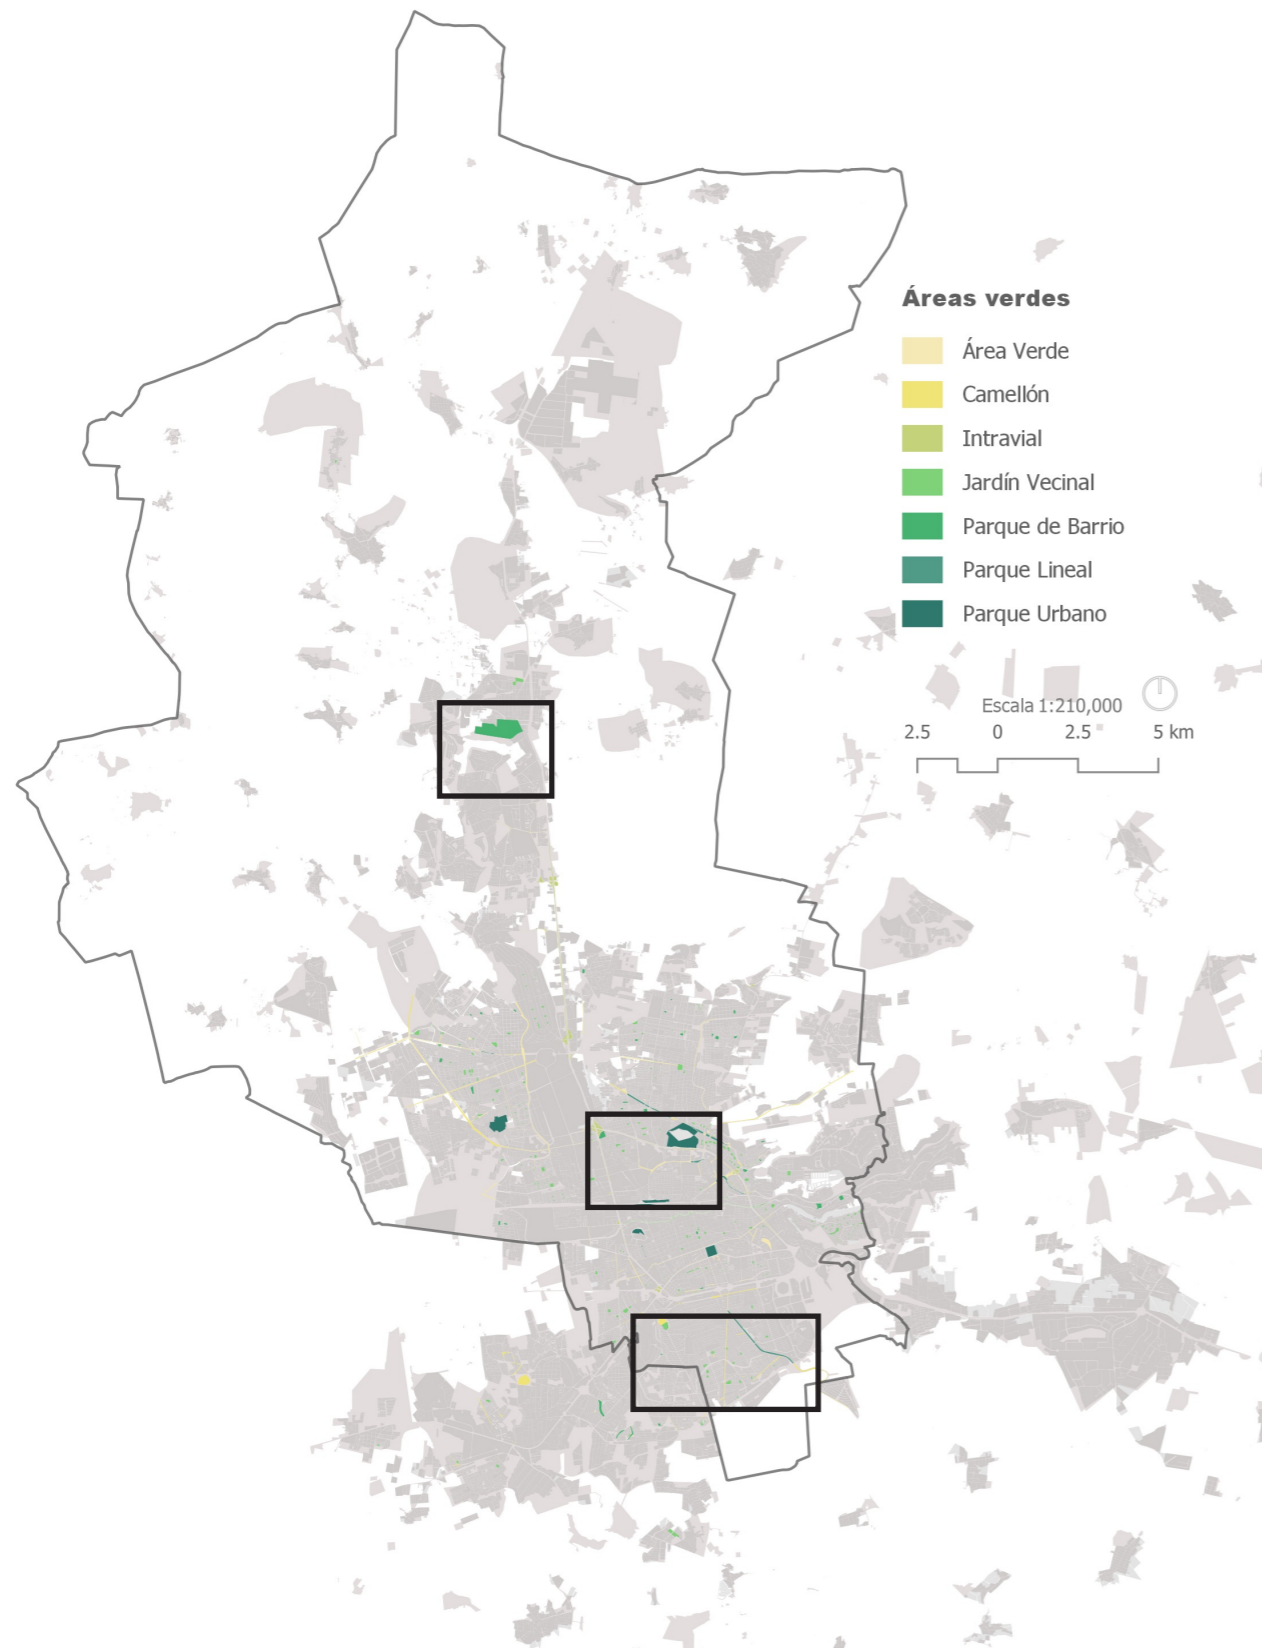 Áreas verdes
Área Verde
Camellón
Intravial
Jardín Vecinal
Parque de Barrio
Parque Lineal
Parque Urbano
Escala 1:210,000
2.5 0 2.5 5 km